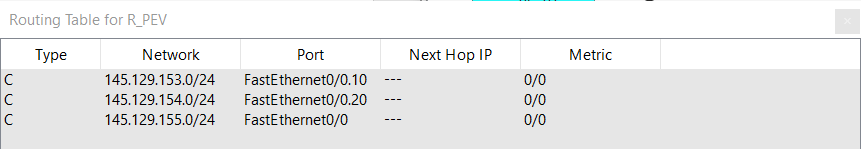 Routing Table for R_PEV
Type Network Port Next Hop IP Metric
C 145.129.153.0/24 FastEthernet0/0.10 --- 0/0
C 145.129.154.0/24 FastEthernet0/0.20 --- 0/0
C 145.129.155.0/24 FastEthernet0/0 --- 0/0